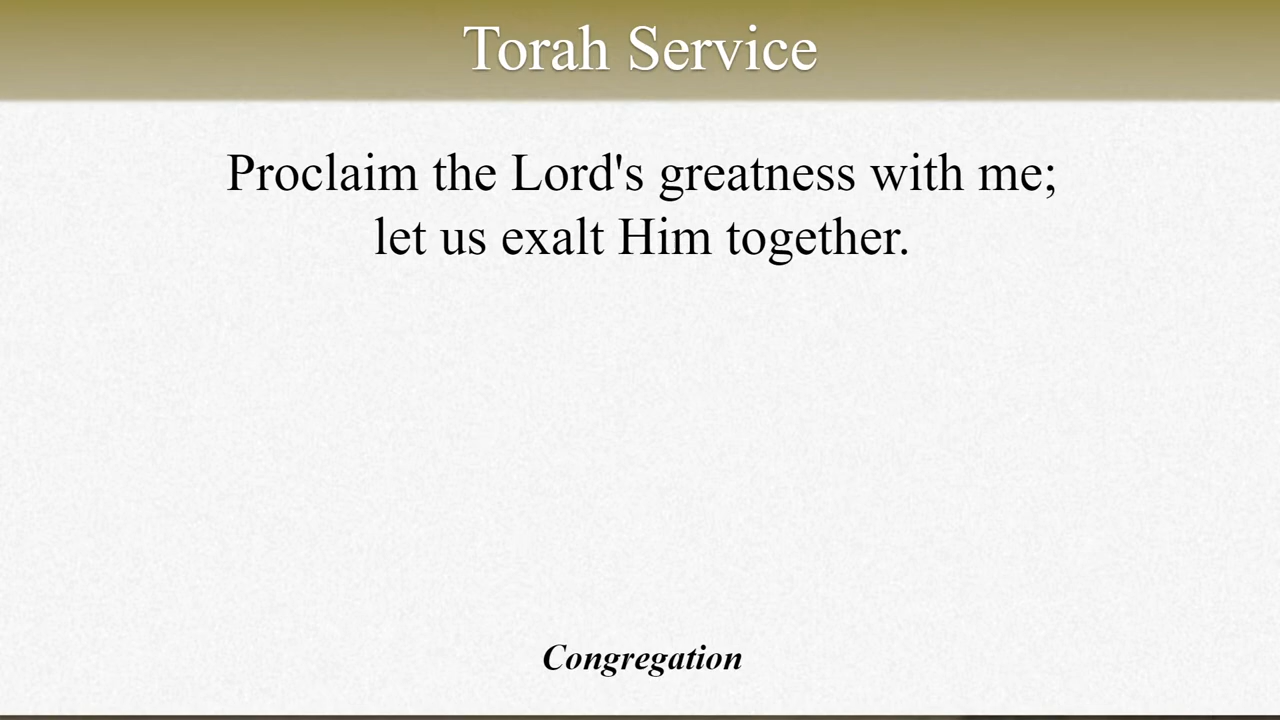 Torah Service
Proclaim the Lord's greatness with me;
let us exalt Him together.
Congregation